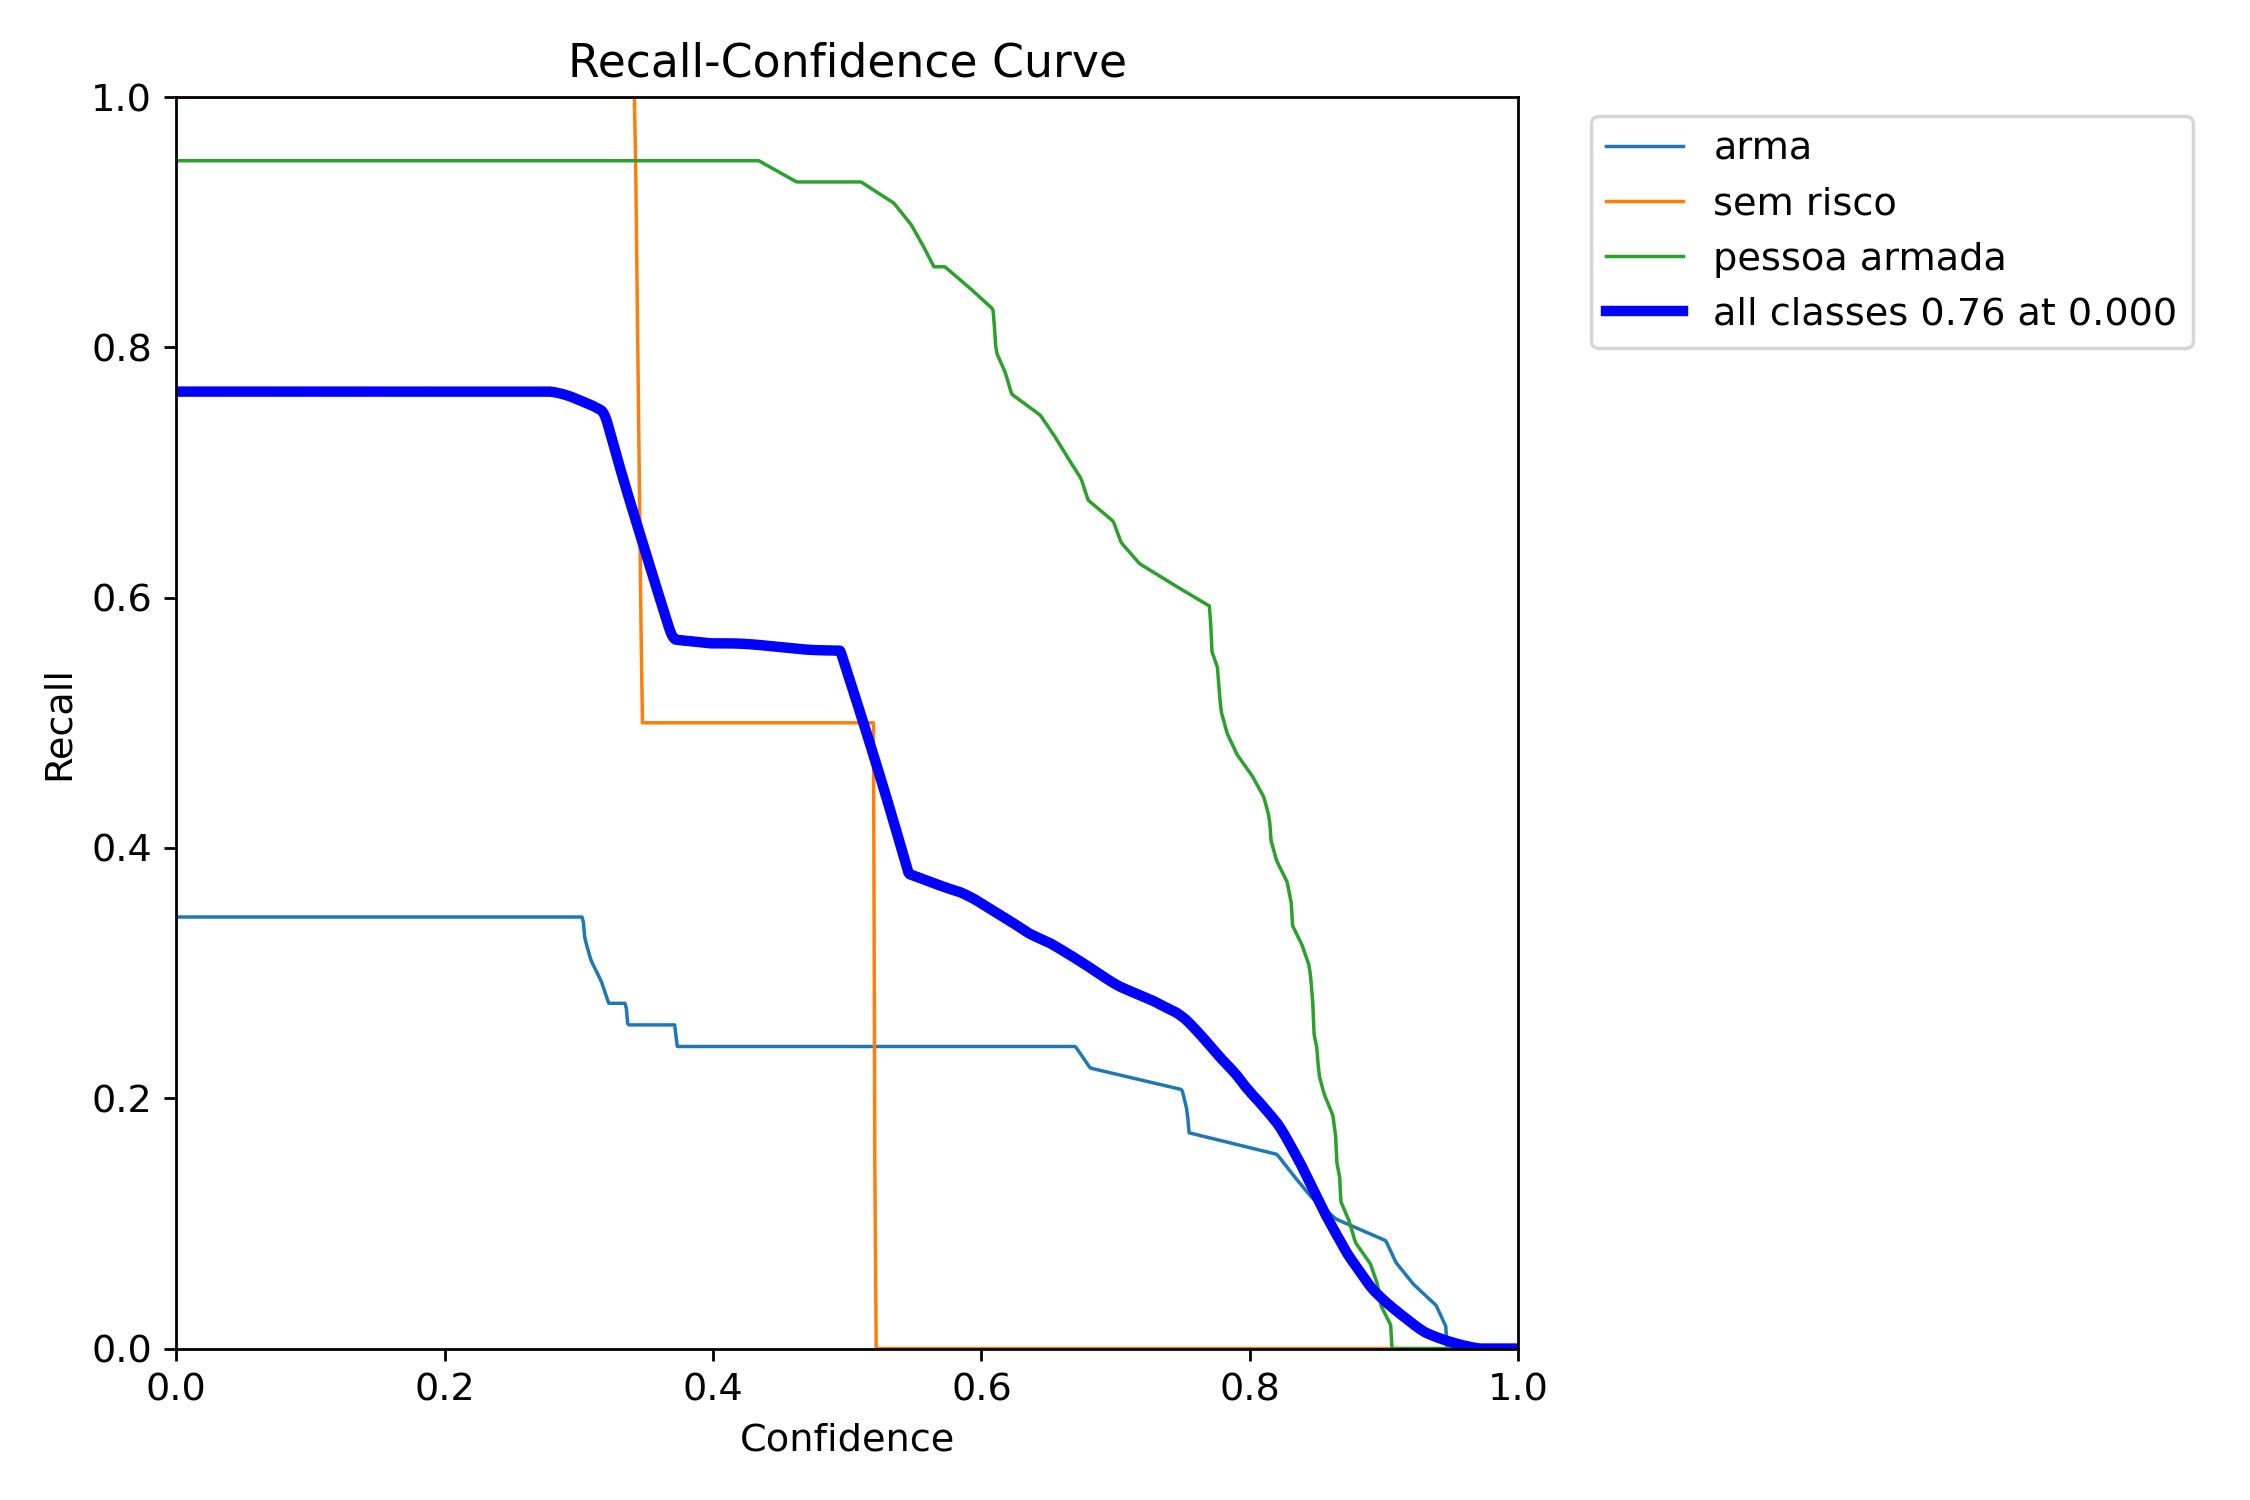 Recall-Confidence Curve
1.0
0.8
0.6
0.4
0.2
0.0
Recall
0.0 0.2 0.4 0.6 0.8 1.0
Confidence
arma
sem risco
pessoa armada
all classes 0.76 at 0.000